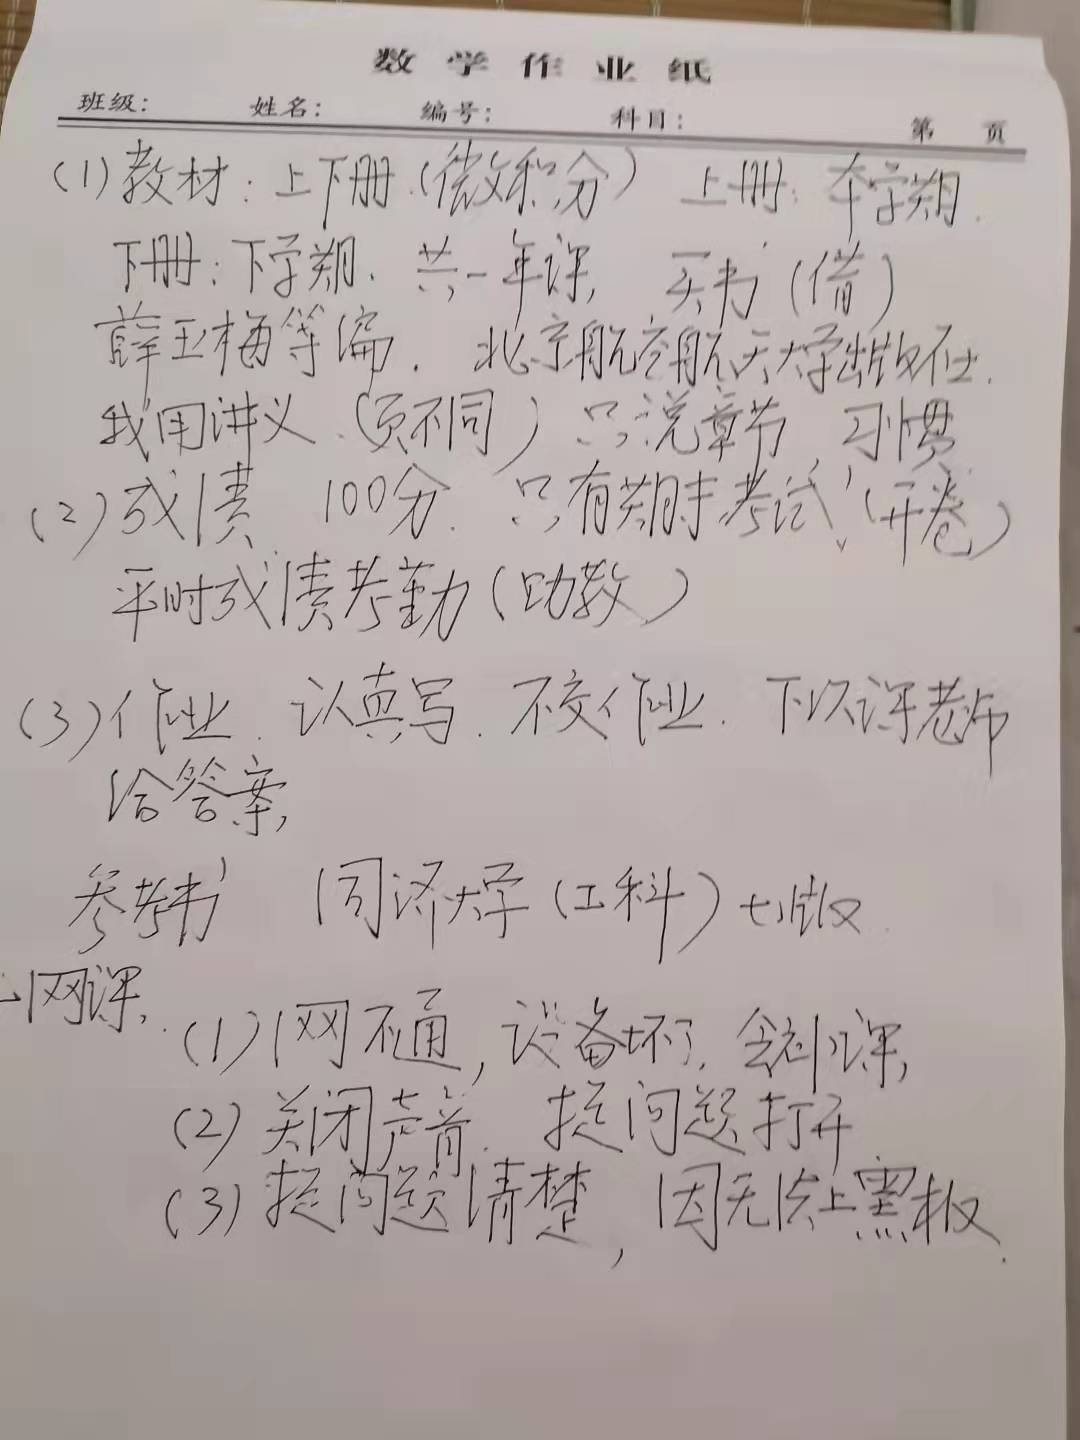 数学作业纸
班级: 姓名: 编号: 科目: 第 页
(1) 教材: 上下册.(微积分) 上册: 本学期.
下册: 下学期. 共一年课, 买书(借)
薛玉梅等编. 北京航空航天大学出版社.
我用讲义.(页不同) 只说章节, 习惯
(2) 成绩 100分. 只有期末考试,(开卷)
平时成绩考勤(助教)
(3) 作业. 认真写. 不交作业. 下次课老师
给答案,
参考书 同济大学(工科) 七版.
网课, (1) 网不通, 设备坏了. 会补课,
(2) 关闭声音. 提问题打开
(3) 提问题清楚, 因无法上黑板.